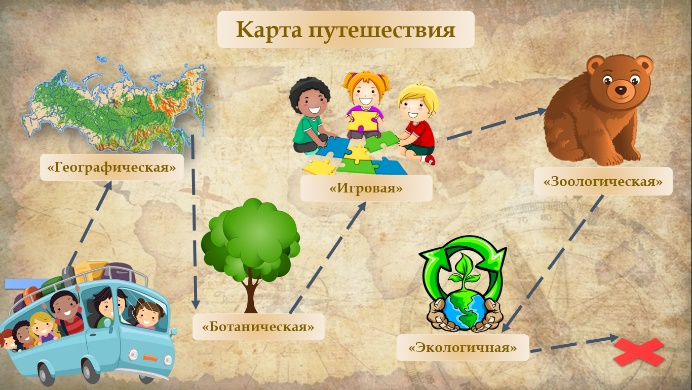 Карта путешествия
«Географическая»
«Ботаническая»
«Игровая»
«Зоологическая»
«Экологичная»